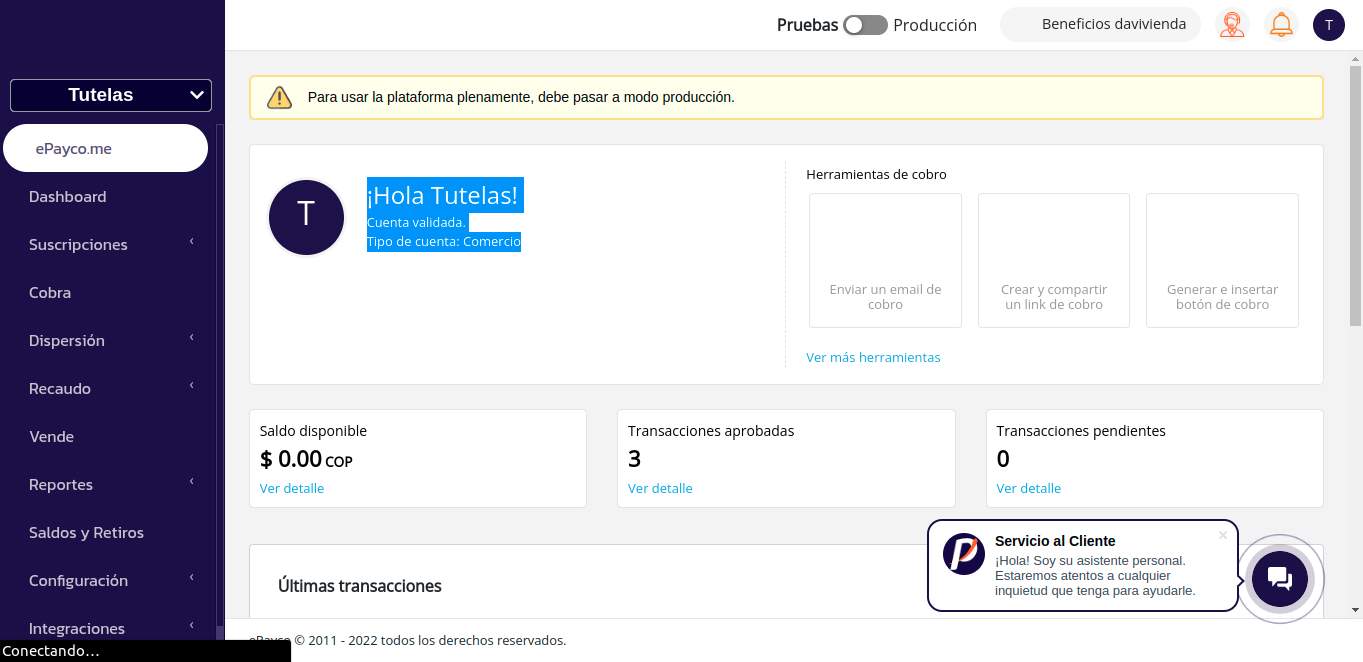 Pruebas Producción
Beneficios davivienda
T
Tutelas
ePayco.me
Dashboard
Suscripciones
Cobra
Dispersión
Recaudo
Vende
Reportes
Saldos y Retiros
Configuración
Integraciones
Conectando...
Para usar la plataforma plenamente, debe pasar a modo producción.
T
¡Hola Tutelas!
Cuenta validada.
Tipo de cuenta: Comercio
Herramientas de cobro
Enviar un email de
cobro
Crear y compartir
un link de cobro
Generar e insertar
botón de cobro
Ver más herramientas
Saldo disponible
$ 0.00 COP
Ver detalle
Transacciones aprobadas
3
Ver detalle
Transacciones pendientes
0
Ver detalle
Últimas transacciones
Servicio al Cliente
¡Hola! Soy su asistente personal.
Estaremos atentos a cualquier
inquietud que tenga para ayudarle.
ePayco © 2011 - 2022 todos los derechos reservados.